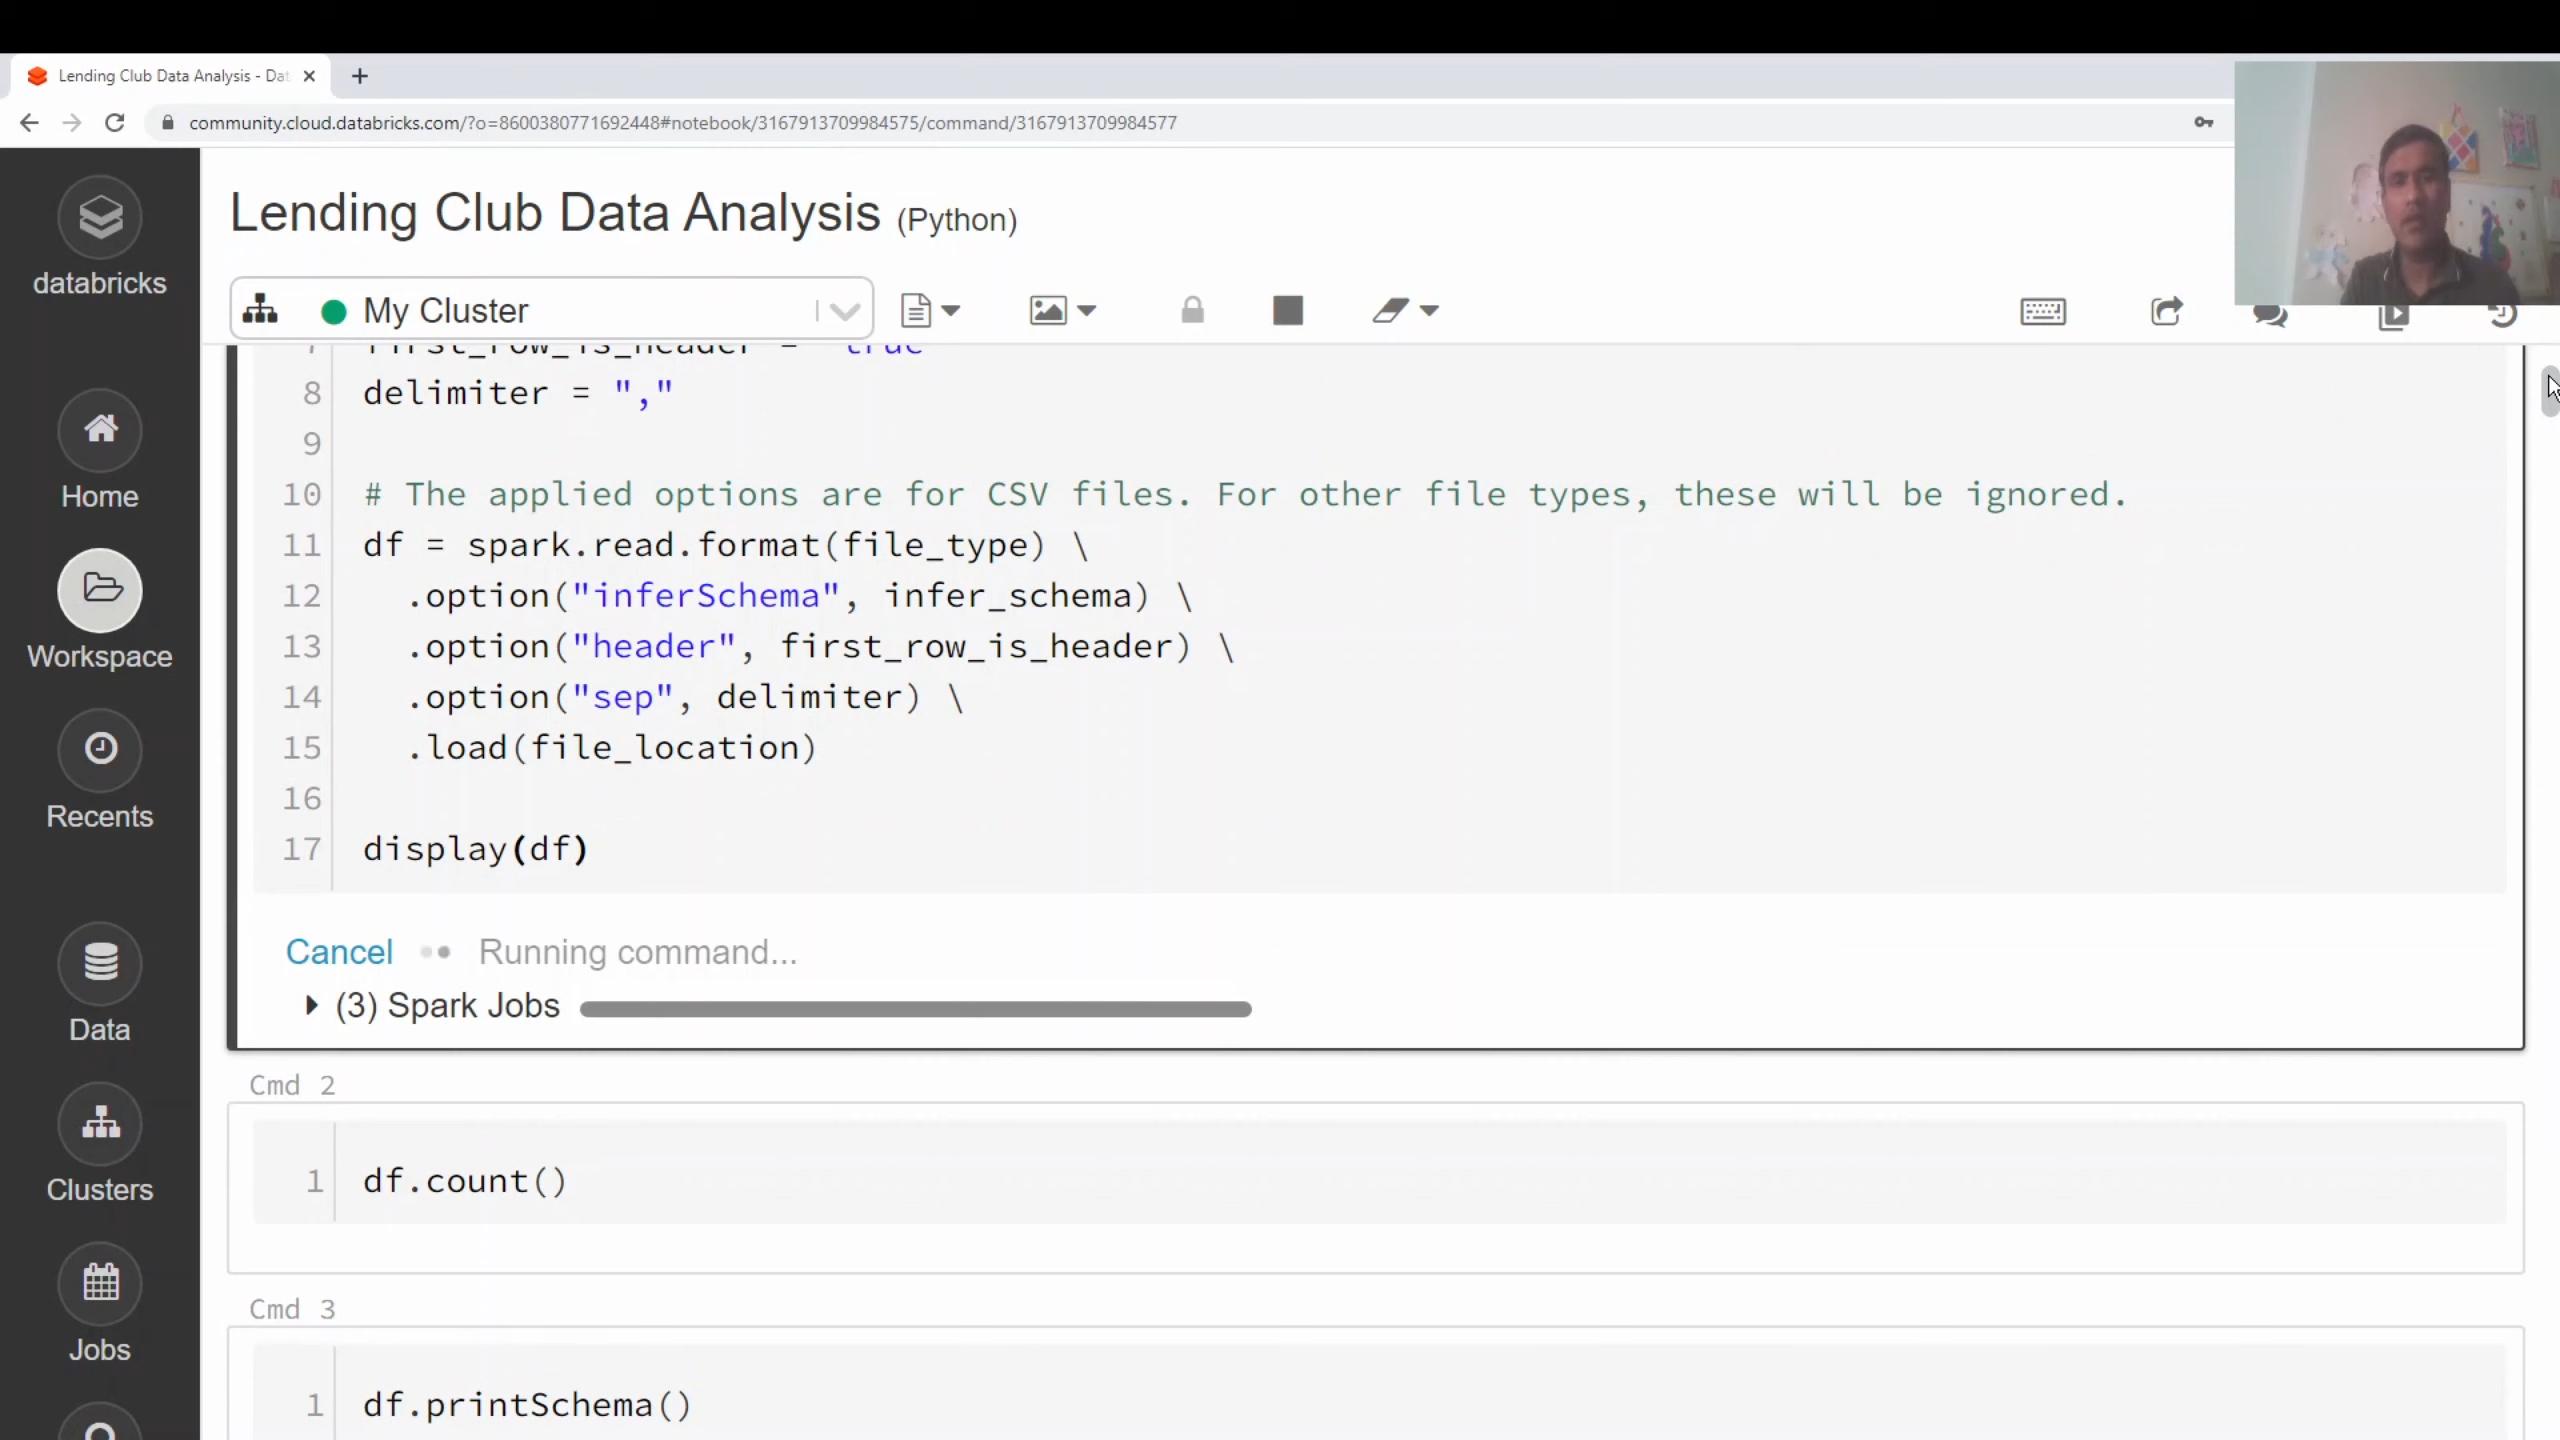 Lending Club Data Analysis - Dat
community.cloud.databricks.com/?o=8600380771692448#notebook/3167913709984575/command/3167913709984577
databricks
Home
Workspace
Recents
Data
Clusters
Jobs
Lending Club Data Analysis (Python)
My Cluster
7 first_row_is_header = "true"
8 delimiter = ","
9
10 # The applied options are for CSV files. For other file types, these will be ignored.
11 df = spark.read.format(file_type) \
12 .option("inferSchema", infer_schema) \
13 .option("header", first_row_is_header) \
14 .option("sep", delimiter) \
15 .load(file_location)
16
17 display(df)
Cancel Running command...
(3) Spark Jobs
Cmd 2
1 df.count()
Cmd 3
1 df.printSchema()